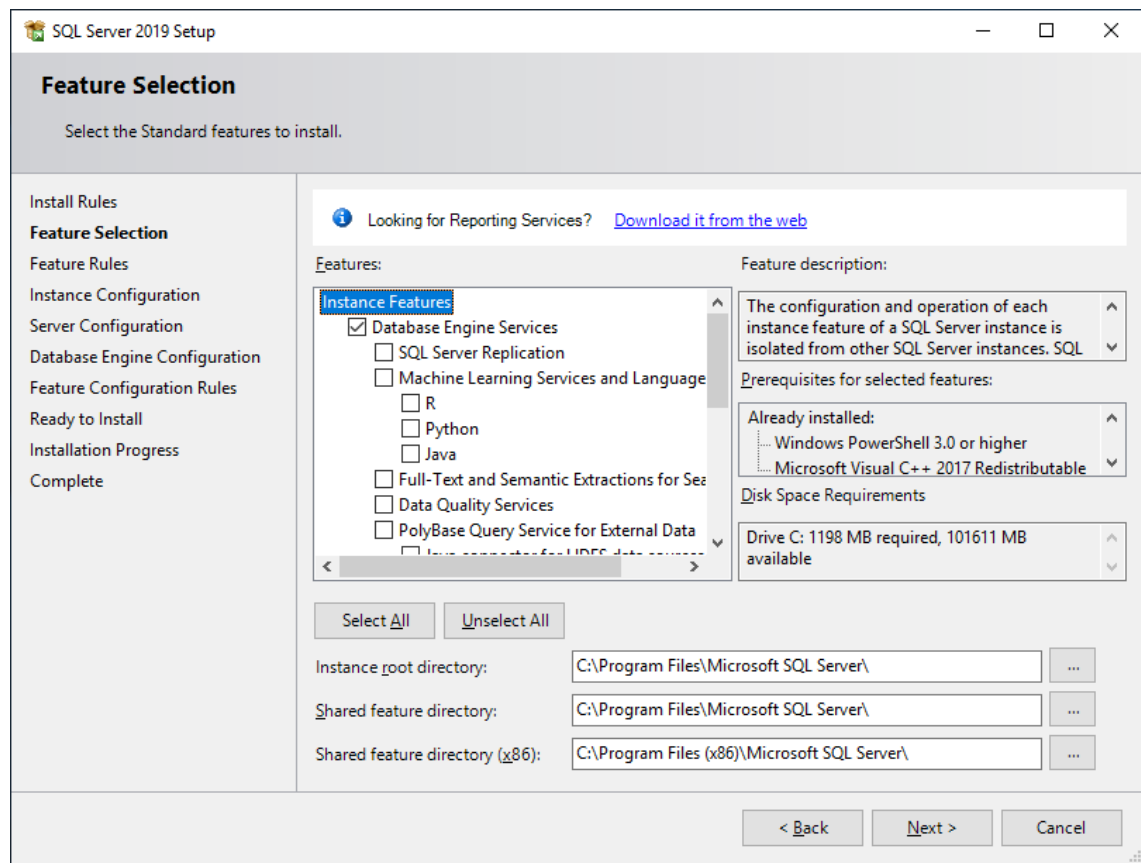 SQL Server 2019 Setup
Feature Selection
Select the Standard features to install.
Install Rules
Feature Selection
Feature Rules
Instance Configuration
Server Configuration
Database Engine Configuration
Feature Configuration Rules
Ready to Install
Installation Progress
Complete
Looking for Reporting Services? Download it from the web
Features:
Instance Features
Database Engine Services
SQL Server Replication
Machine Learning Services and Language
R
Python
Java
Full-Text and Semantic Extractions for Sea
Data Quality Services
PolyBase Query Service for External Data
Java connector for HDFS data sources
Feature description:
The configuration and operation of each
instance feature of a SQL Server instance is
isolated from other SQL Server instances. SQL
Prerequisites for selected features:
Already installed:
Windows PowerShell 3.0 or higher
Microsoft Visual C++ 2017 Redistributable
Disk Space Requirements
Drive C: 1198 MB required, 101611 MB
available
Select All
Unselect All
Instance root directory:
C:\Program Files\Microsoft SQL Server\
...
Shared feature directory:
C:\Program Files\Microsoft SQL Server\
...
Shared feature directory (x86):
C:\Program Files (x86)\Microsoft SQL Server\
...
< Back
Next >
Cancel